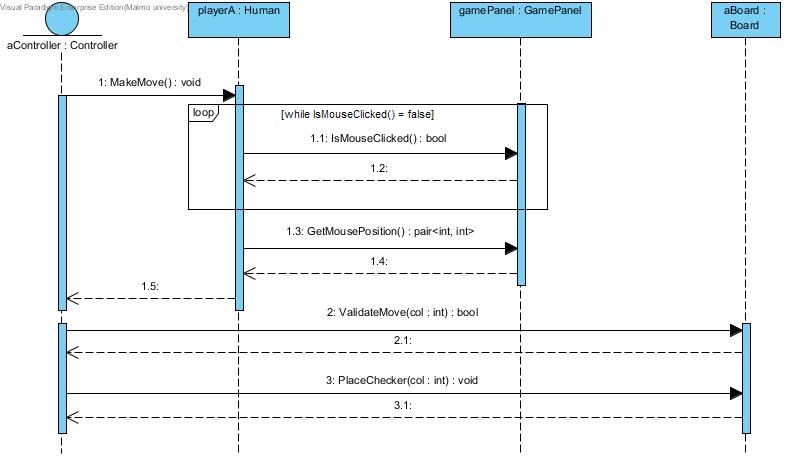 Visual Paradigm Enterprise Edition(Malmo university
playerA : Human
gamePanel : GamePanel
aBoard :
Board
aController : Controller
1: MakeMove() : void
loop
[while IsMouseClicked() = false]
1.1: IsMouseClicked() : bool
1.2:
1.3: GetMousePosition() : pair<int, int>
1.4:
1.5:
2: ValidateMove(col : int) : bool
2.1:
3: PlaceChecker(col : int) : void
3.1: